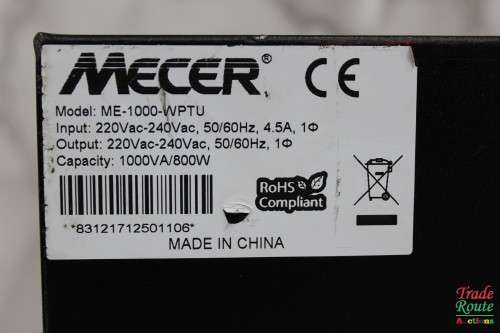 MECER® CE
Model: ME-1000-WPTU
Input: 220Vac-240Vac, 50/60Hz, 4.5A, 1Φ
Output: 220Vac-240Vac, 50/60Hz, 1Φ
Capacity: 1000VA/800W
RoHS
Compliant
*83121712501106*
MADE IN CHINA
Trade
Route
Auctions